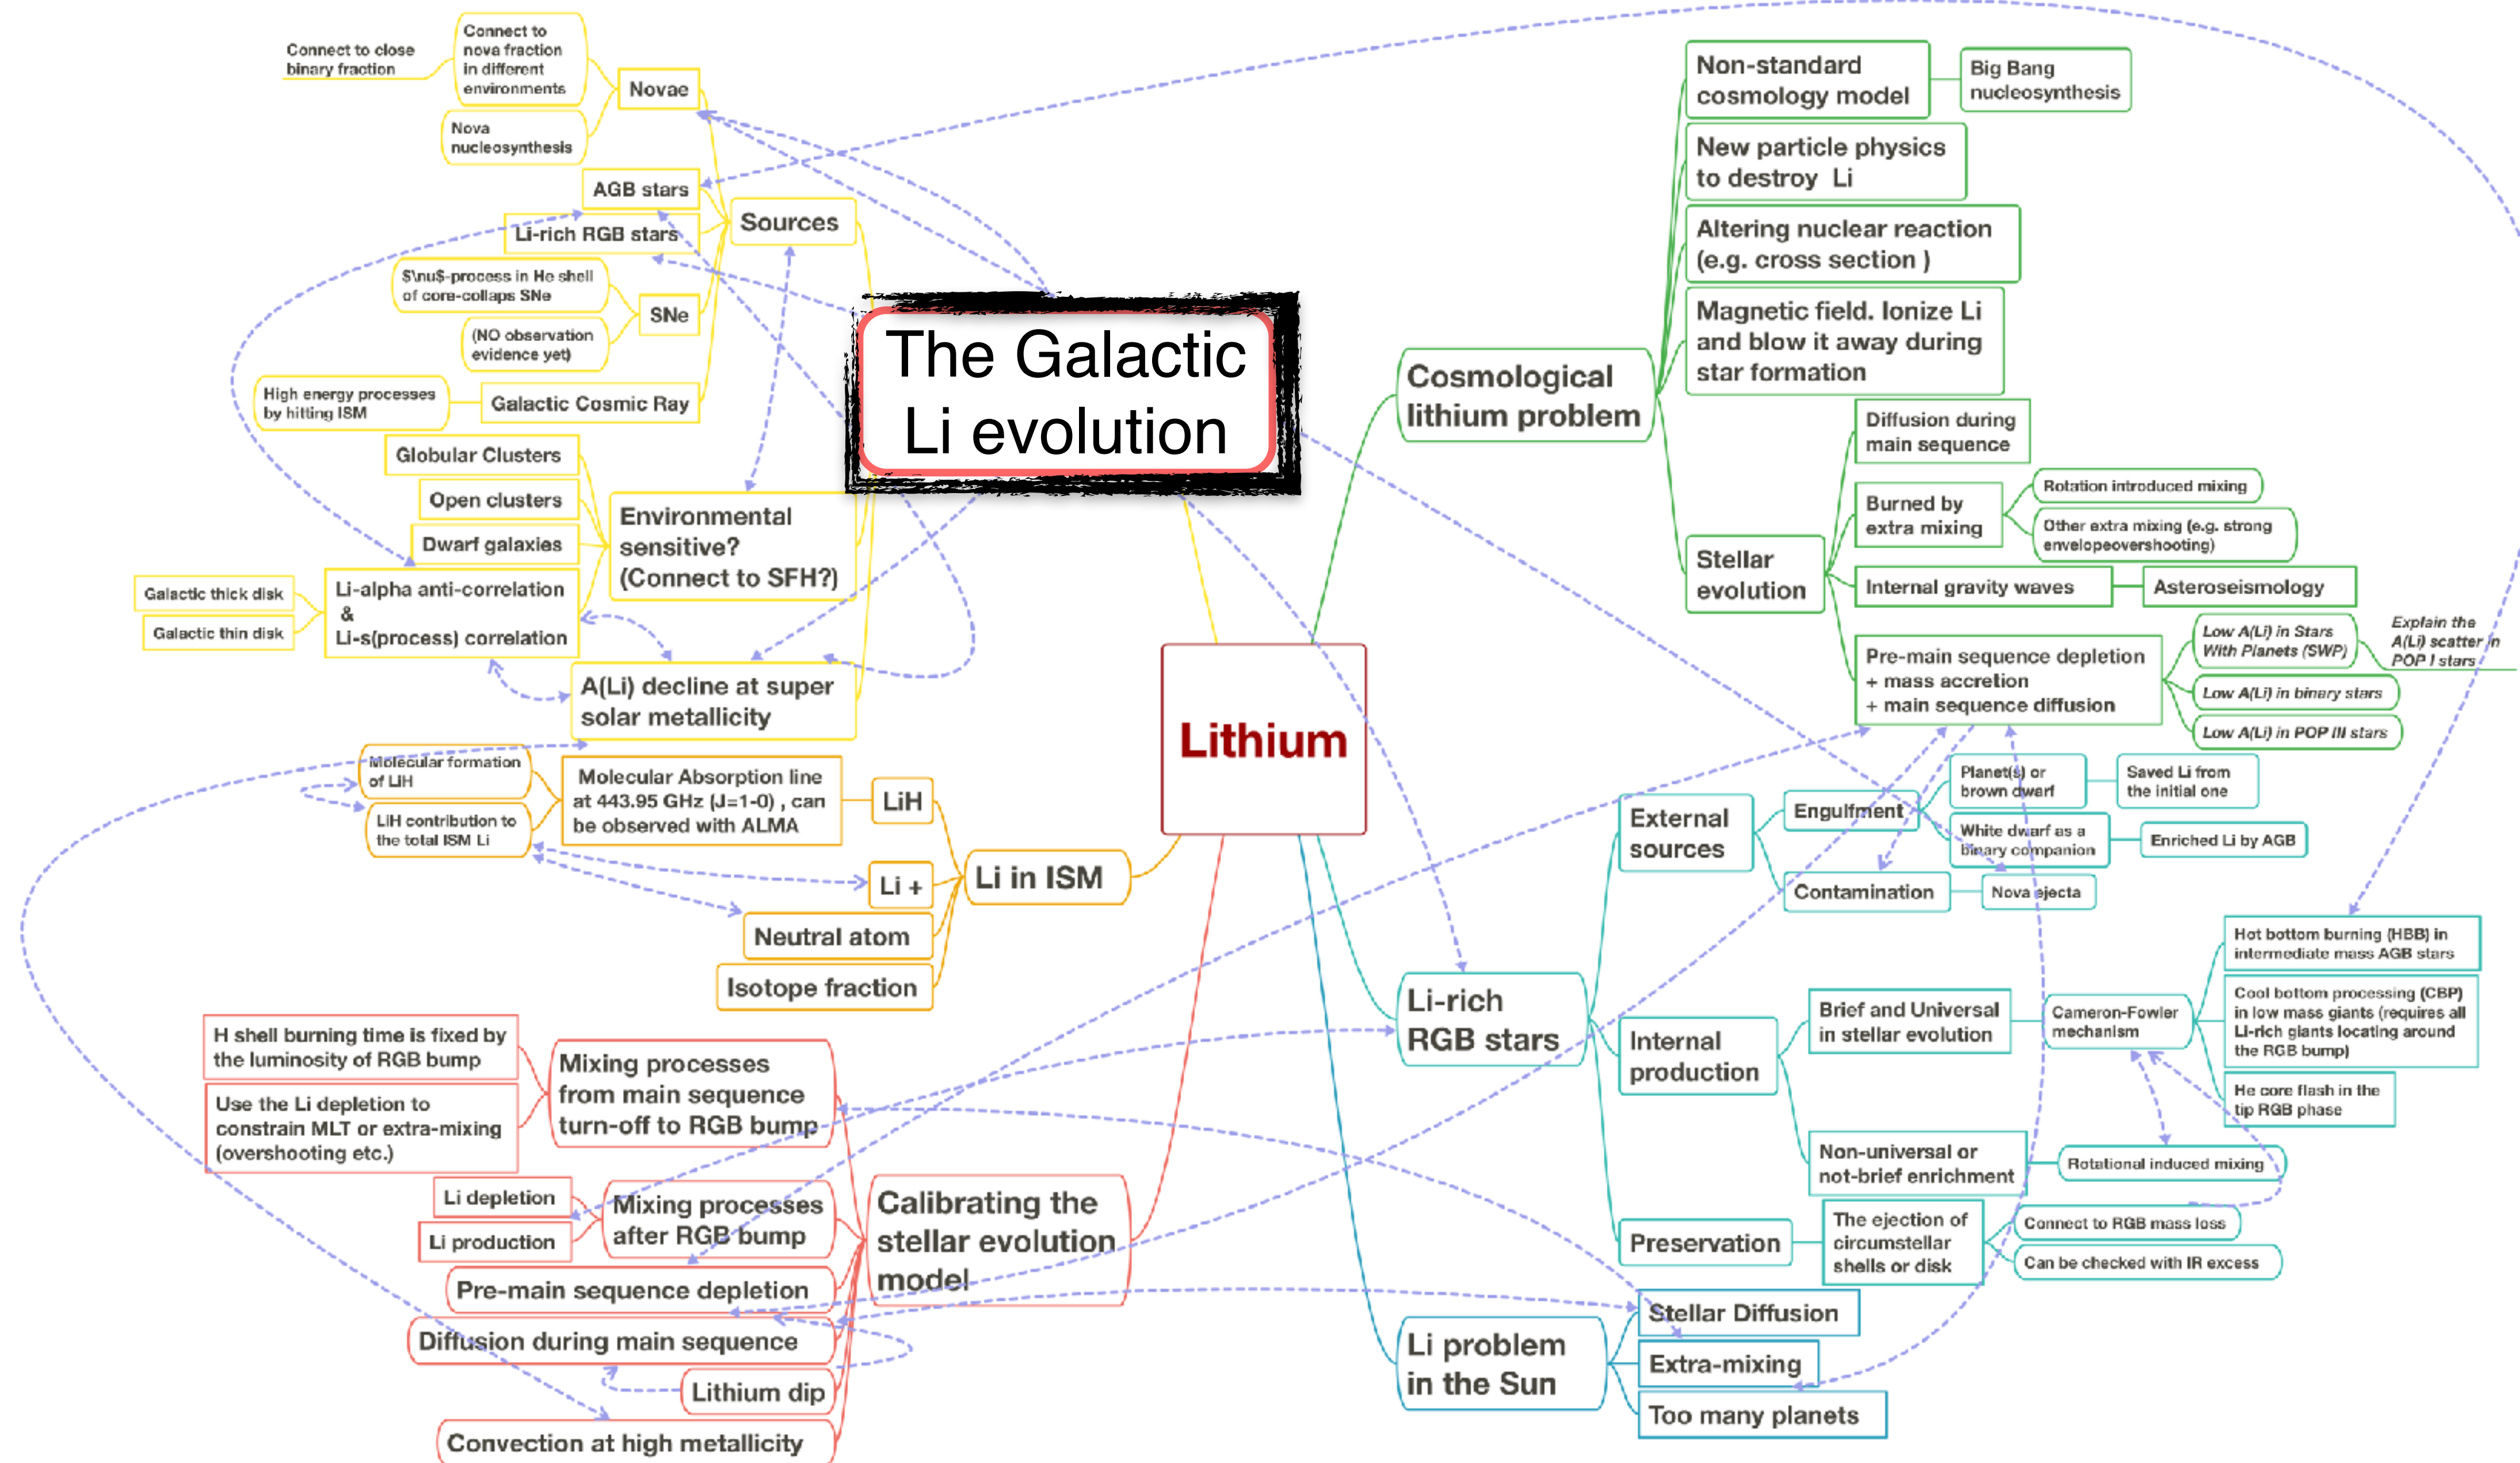 Connect to close
binary fraction
Connect to
nova fraction
in different
environments
Novae
Nova
nucleosynthesis
AGB stars
Li-rich RGB stars
Sources
$\nu$-process in He shell
of core-collaps SNe
SNe
(NO observation
evidence yet)
High energy processes
by hitting ISM
Galactic Cosmic Ray
Globular Clusters
Open clusters
Dwarf galaxies
Environmental
sensitive?
(Connect to SFH?)
Galactic thick disk
Galactic thin disk
Li-alpha anti-correlation
&
Li-s(process) correlation
A(Li) decline at super
solar metallicity
The Galactic
Li evolution
Lithium
Molecular formation
of LiH
LiH contribution to
the total ISM Li
Molecular Absorption line
at 443.95 GHz (J=1-0) , can
be observed with ALMA
LiH
Li +
Li in ISM
Neutral atom
Isotope fraction
H shell burning time is fixed by
the luminosity of RGB bump
Use the Li depletion to
constrain MLT or extra-mixing
(overshooting etc.)
Mixing processes
from main sequence
turn-off to RGB bump
Li depletion
Li production
Mixing processes
after RGB bump
Calibrating the
stellar evolution
model
Pre-main sequence depletion
Diffusion during main sequence
Lithium dip
Convection at high metallicity
Cosmological
lithium problem
Non-standard
cosmology model
Big Bang
nucleosynthesis
New particle physics
to destroy Li
Altering nuclear reaction
(e.g. cross section )
Magnetic field. Ionize Li
and blow it away during
star formation
Stellar
evolution
Diffusion during
main sequence
Burned by
extra mixing
Rotation introduced mixing
Other extra mixing (e.g. strong
envelopeovershooting)
Internal gravity waves
Asteroseismology
Pre-main sequence depletion
+ mass accretion
+ main sequence diffusion
Low A(Li) in Stars
With Planets (SWP)
Explain the
A(Li) scatter in
POP I stars
Low A(Li) in binary stars
Low A(Li) in POP III stars
Li-rich
RGB stars
External
sources
Engulfment
Planet(s) or
brown dwarf
Saved Li from
the initial one
White dwarf as a
binary companion
Enriched Li by AGB
Contamination
Nova ejecta
Internal
production
Brief and Universal
in stellar evolution
Cameron-Fowler
mechanism
Hot bottom burning (HBB) in
intermediate mass AGB stars
Cool bottom processing (CBP)
in low mass giants (requires all
Li-rich giants locating around
the RGB bump)
He core flash in the
tip RGB phase
Non-universal or
not-brief enrichment
Rotational induced mixing
Preservation
The ejection of
circumstellar
shells or disk
Connect to RGB mass loss
Can be checked with IR excess
Li problem
in the Sun
Stellar Diffusion
Extra-mixing
Too many planets